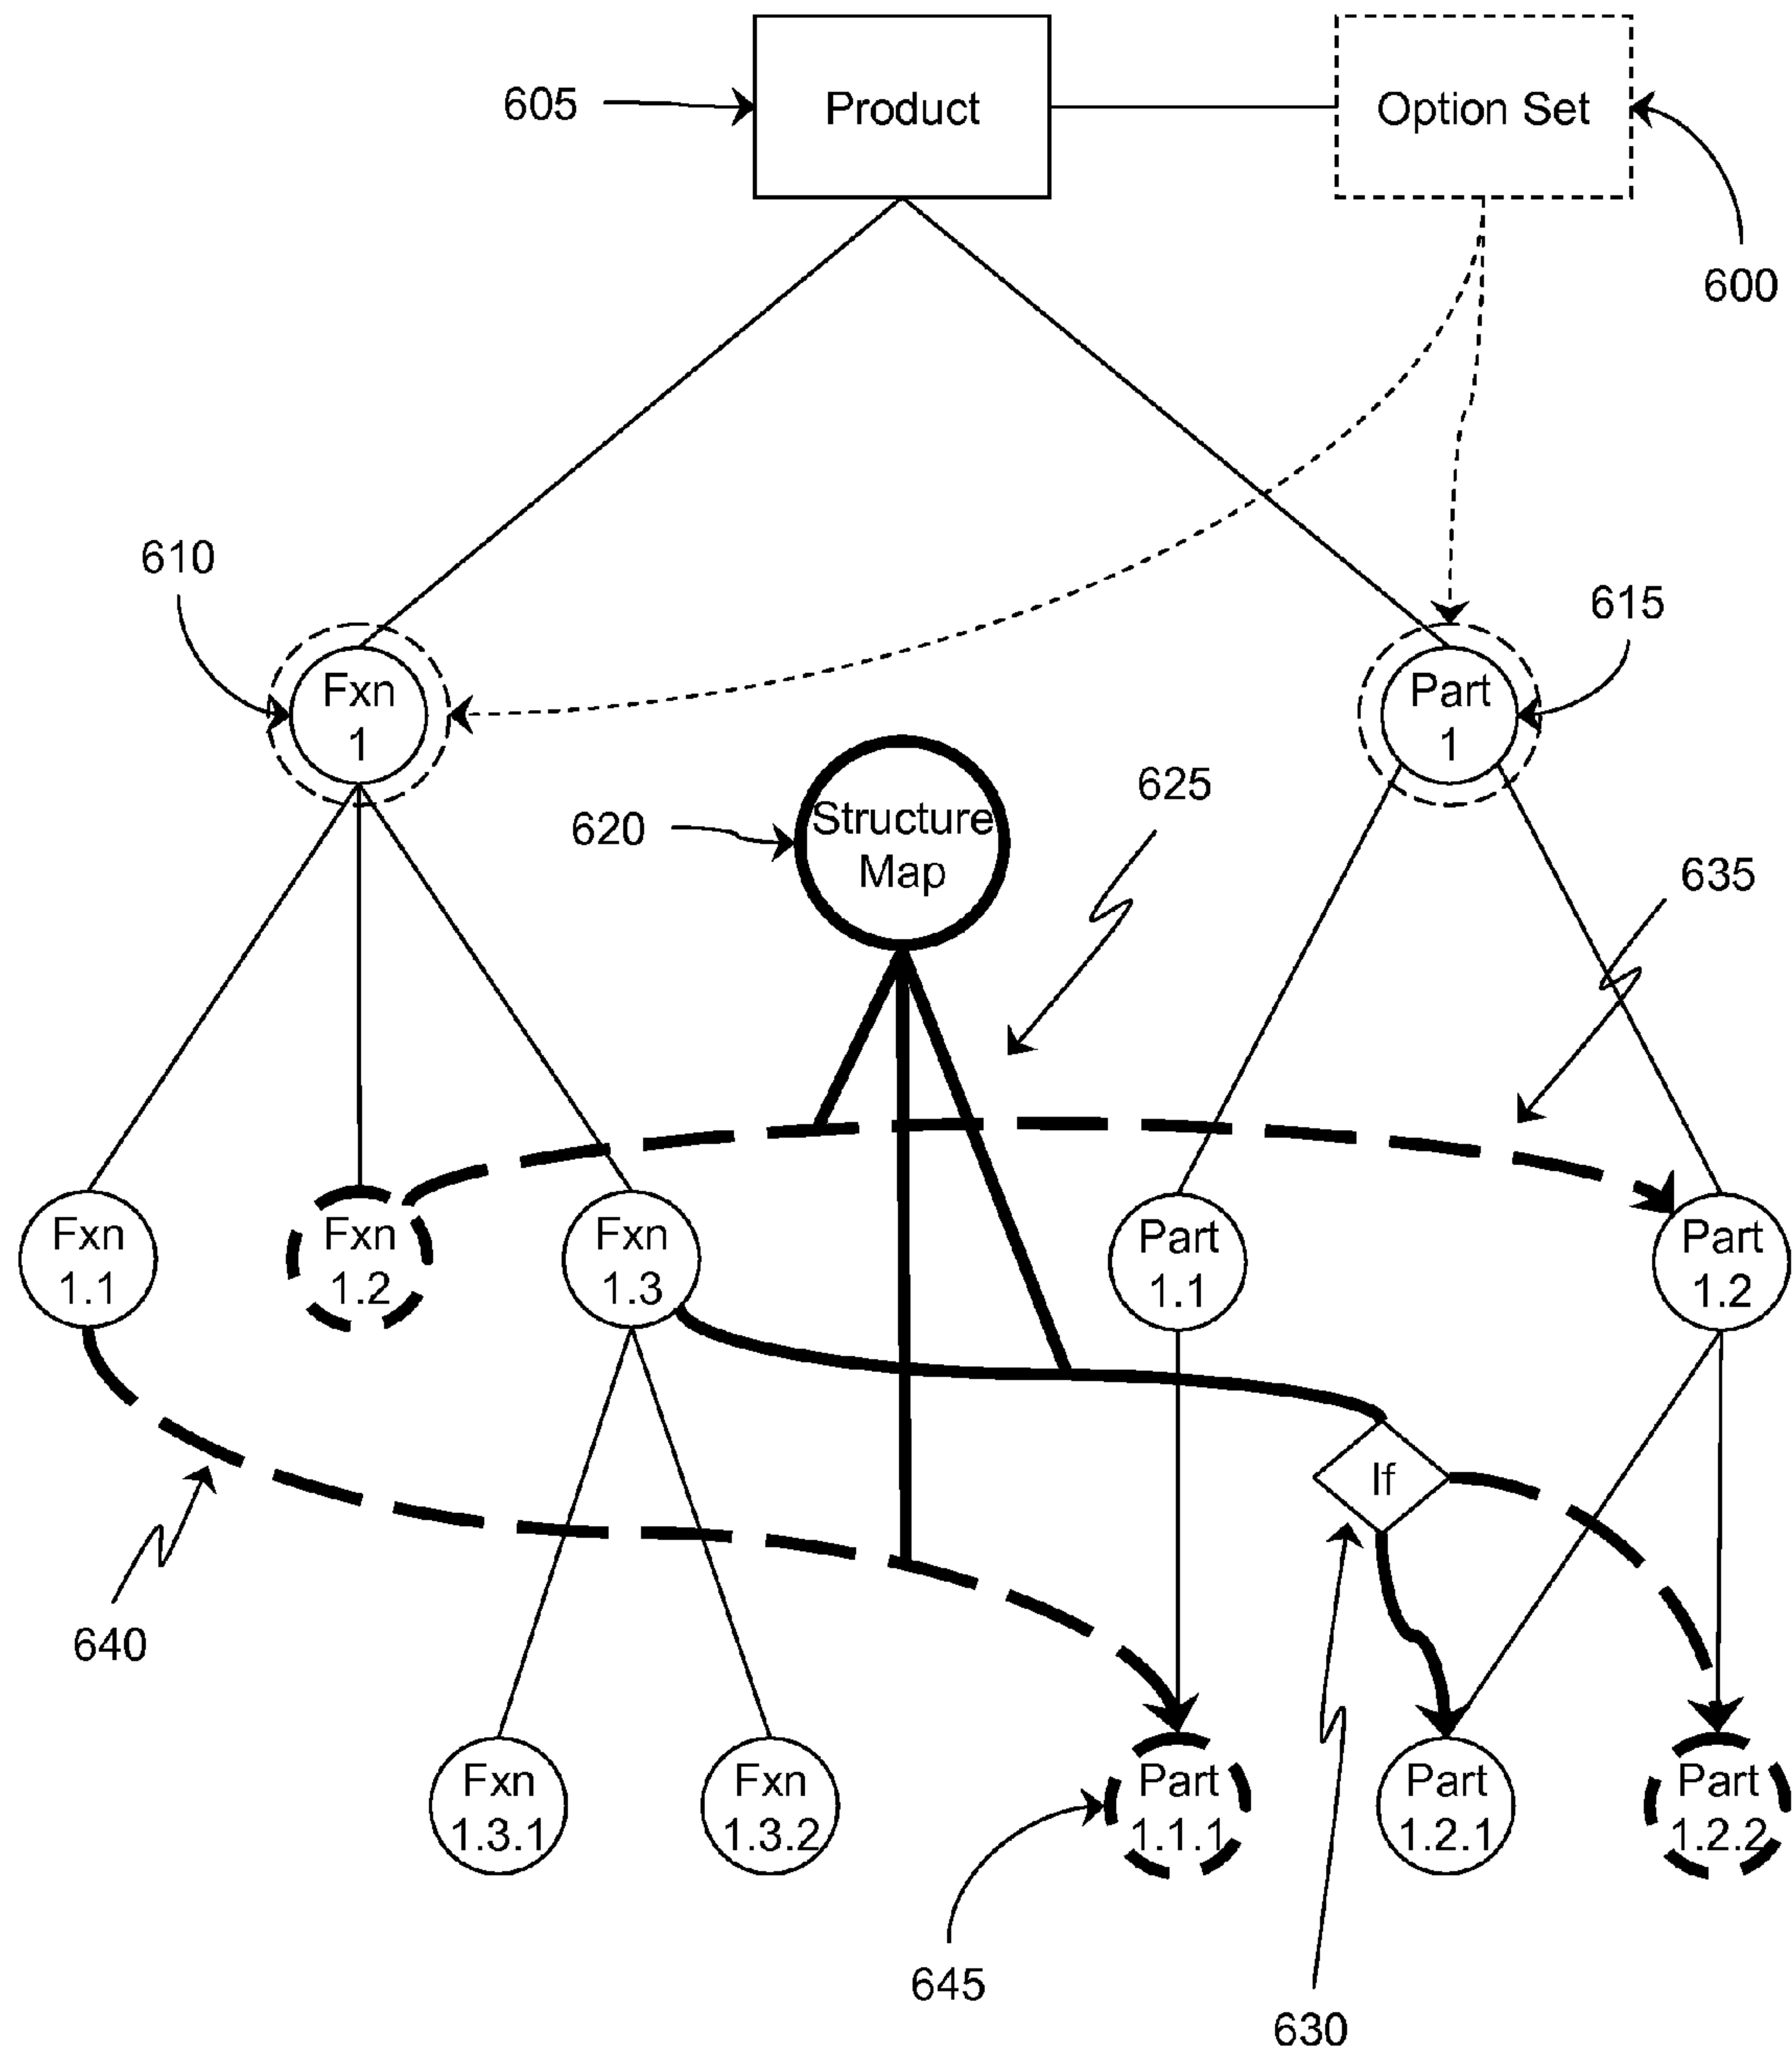 605
Product
Option Set
600
610
615
Fxn
1
Part
1
620
Structure
Map
625
635
Fxn
1.1
Fxn
1.2
Fxn
1.3
Part
1.1
Part
1.2
If
640
Fxn
1.3.1
Fxn
1.3.2
Part
1.1.1
Part
1.2.1
Part
1.2.2
645
630